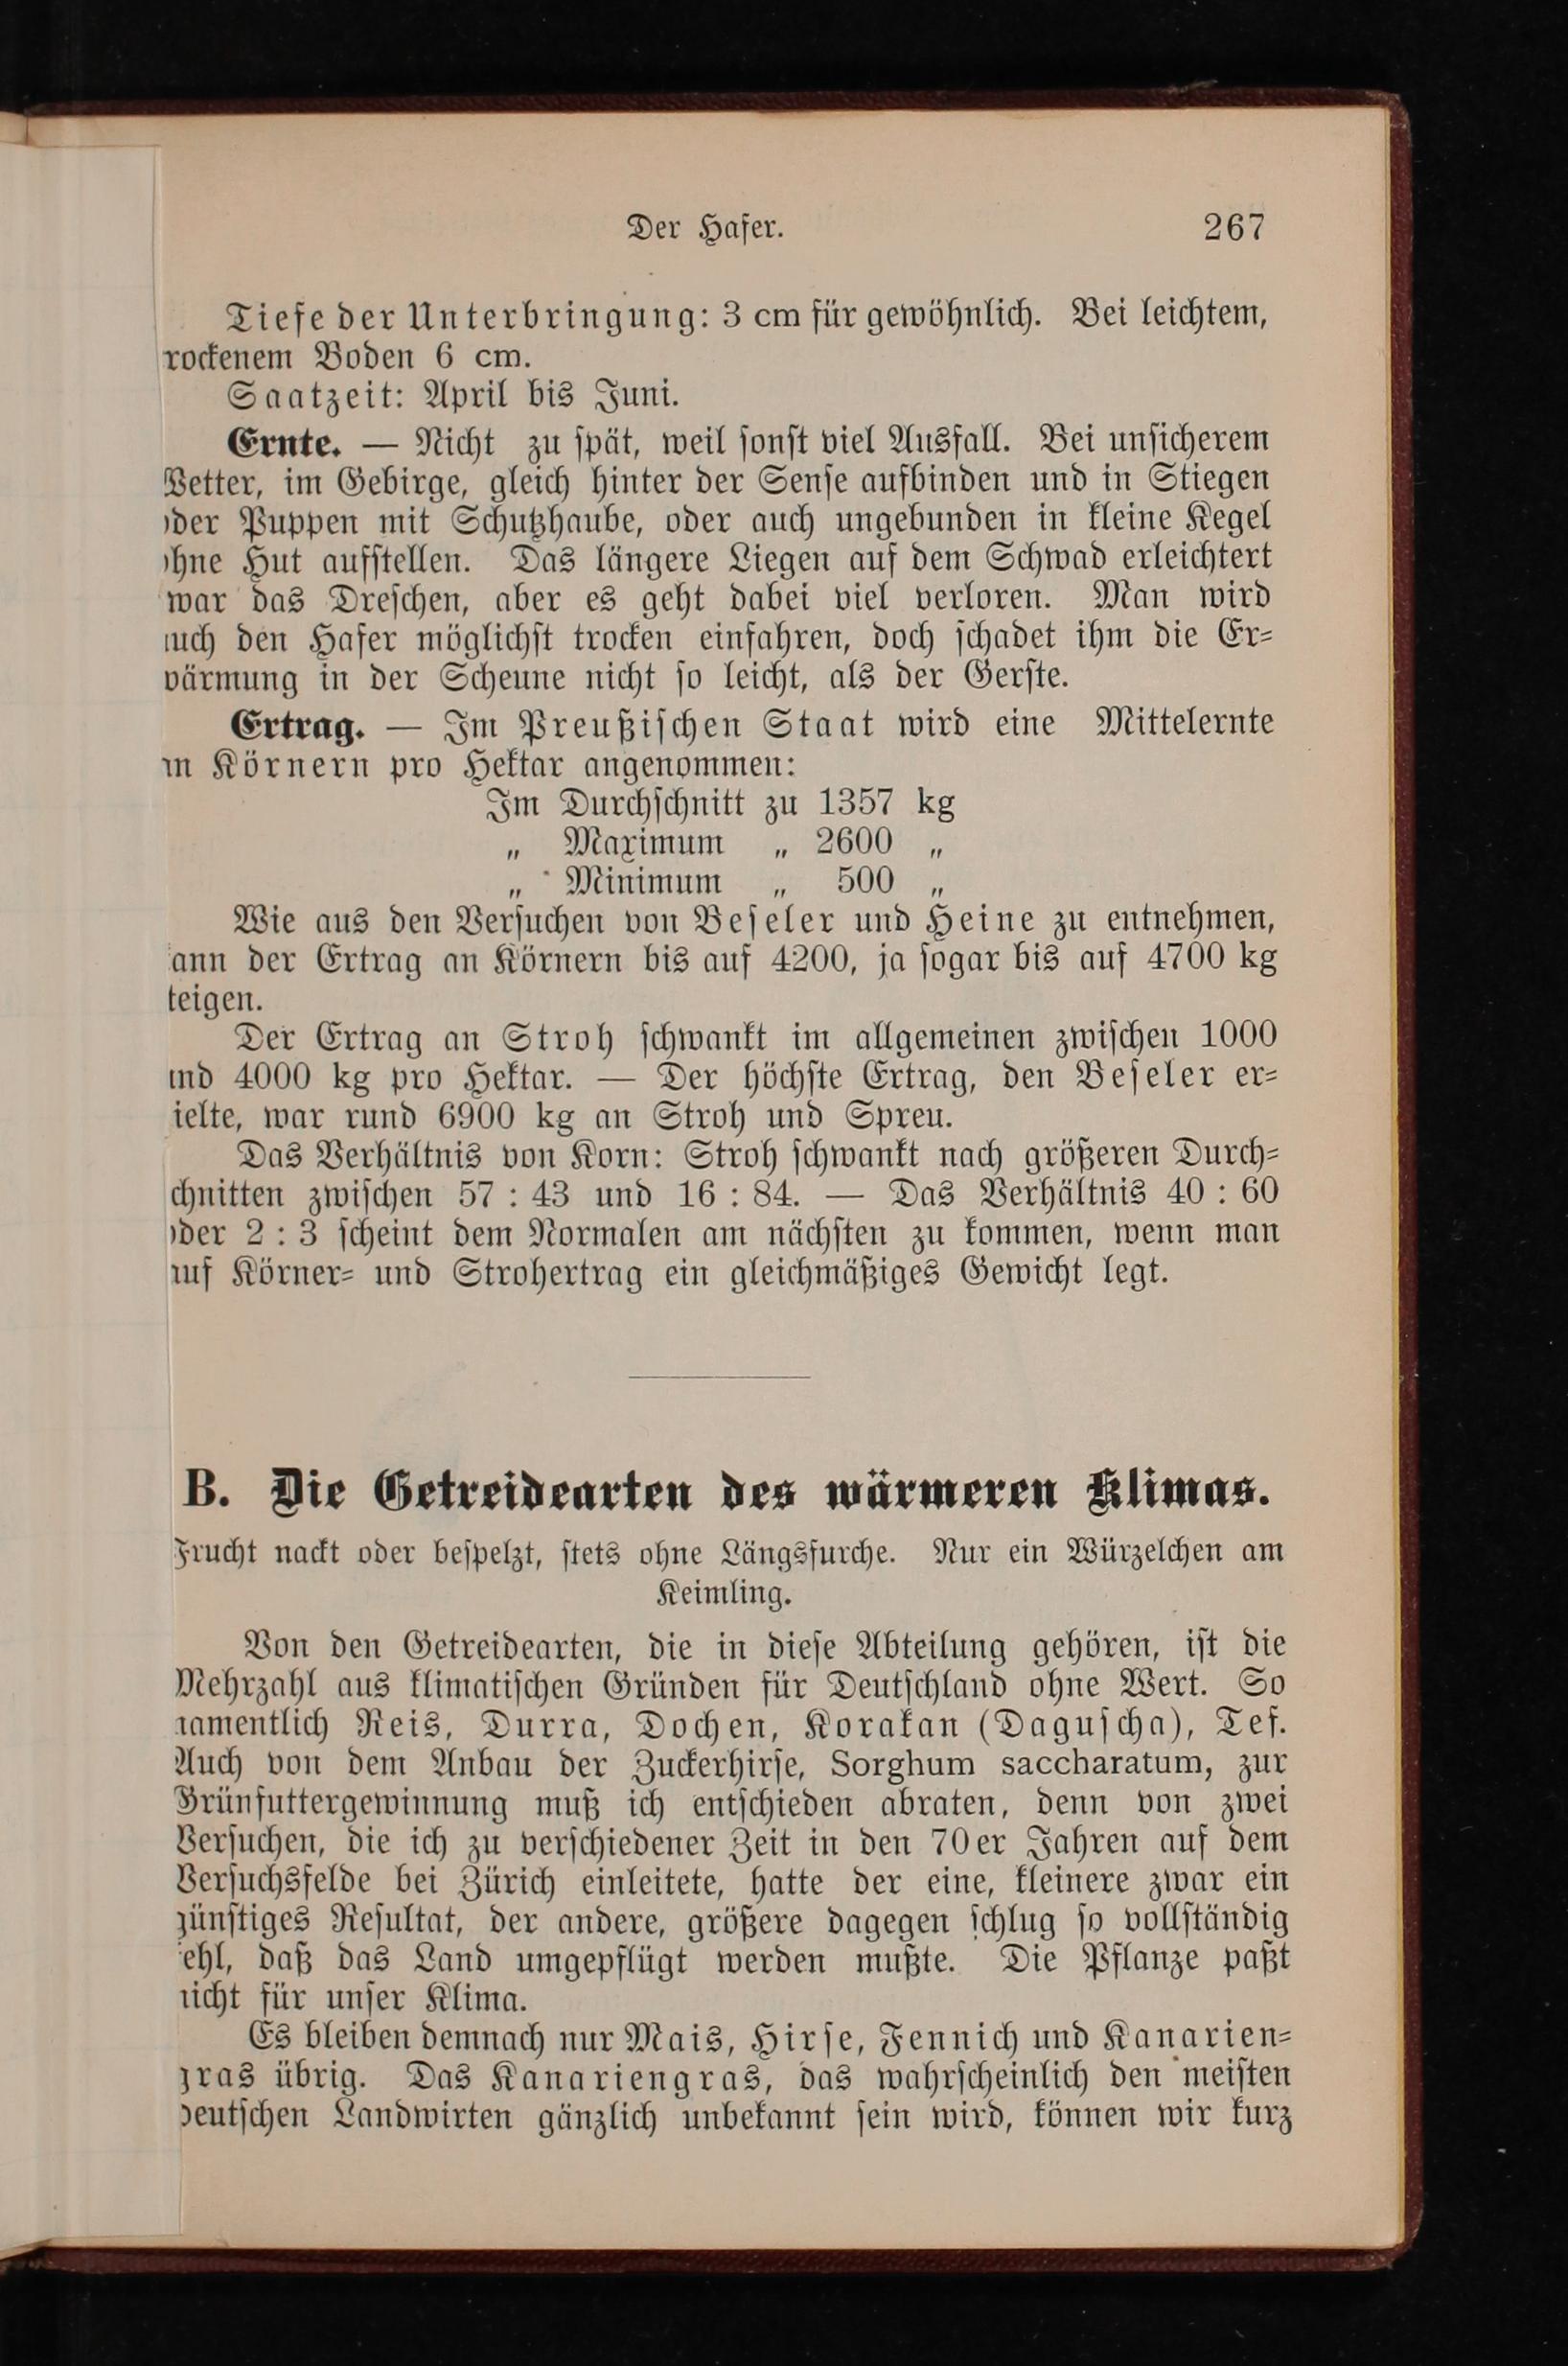 Der Hafer. 267
Tiefe der Unterbringung: 3 cm für gewöhnlich. Bei leichtem,
rockenem Boden 6 cm.
Saatzeit: April bis Juni.
Ernte. — Nicht zu spät, weil sonst viel Ausfall. Bei unsicherem
Wetter, im Gebirge, gleich hinter der Sense aufbinden und in Stiegen
oder Puppen mit Schutzhaube, oder auch ungebunden in kleine Kegel
ohne Hut aufstellen. Das längere Liegen auf dem Schwad erleichtert
war das Dreschen, aber es geht dabei viel verloren. Man wird
auch den Hafer möglichst trocken einfahren, doch schadet ihm die Er-
wärmung in der Scheune nicht so leicht, als der Gerste.
Ertrag. — Im Preußischen Staat wird eine Mittelernte
an Körnern pro Hektar angenommen:
Im Durchschnitt zu 1357 kg
„ Maximum „ 2600 „
„ Minimum „ 500 „
Wie aus den Versuchen von Beseler und Heine zu entnehmen,
ann der Ertrag an Körnern bis auf 4200, ja sogar bis auf 4700 kg
teigen.
Der Ertrag an Stroh schwankt im allgemeinen zwischen 1000
und 4000 kg pro Hektar. — Der höchste Ertrag, den Beseler er-
ielte, war rund 6900 kg an Stroh und Spreu.
Das Verhältnis von Korn: Stroh schwankt nach größeren Durch-
chnitten zwischen 57 : 43 und 16 : 84. — Das Verhältnis 40 : 60
oder 2 : 3 scheint dem Normalen am nächsten zu kommen, wenn man
auf Körner- und Strohertrag ein gleichmäßiges Gewicht legt.
B. Die Getreidearten des wärmeren Klimas.
Frucht nackt oder bespelzt, stets ohne Längsfurche. Nur ein Würzelchen am
Keimling.
Von den Getreidearten, die in diese Abteilung gehören, ist die
Mehrzahl aus klimatischen Gründen für Deutschland ohne Wert. So
namentlich Reis, Durra, Dochen, Korakan (Daguscha), Tef.
Auch von dem Anbau der Zuckerhirse, Sorghum saccharatum, zur
Grünfuttergewinnung muß ich entschieden abraten, denn von zwei
Versuchen, die ich zu verschiedener Zeit in den 70er Jahren auf dem
Versuchsfelde bei Zürich einleitete, hatte der eine, kleinere zwar ein
günstiges Resultat, der andere, größere dagegen schlug so vollständig
fehl, daß das Land umgepflügt werden mußte. Die Pflanze paßt
nicht für unser Klima.
Es bleiben demnach nur Mais, Hirse, Fennich und Kanarien-
gras übrig. Das Kanariengras, das wahrscheinlich den meisten
deutschen Landwirten gänzlich unbekannt sein wird, können wir kurz